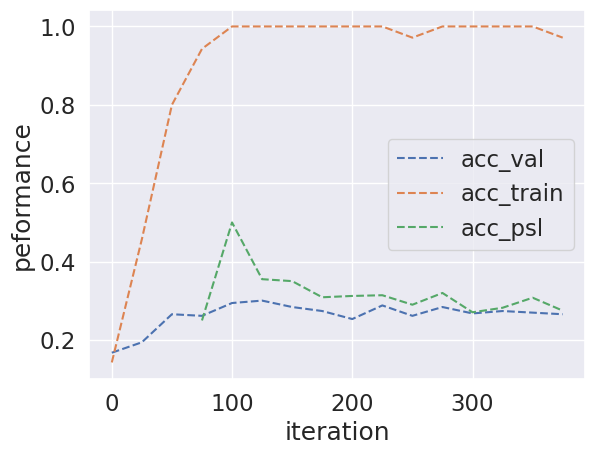 1.0
0.8
0.6
0.4
0.2
peformance
acc_val
acc_train
acc_psl
0 100 200 300
iteration